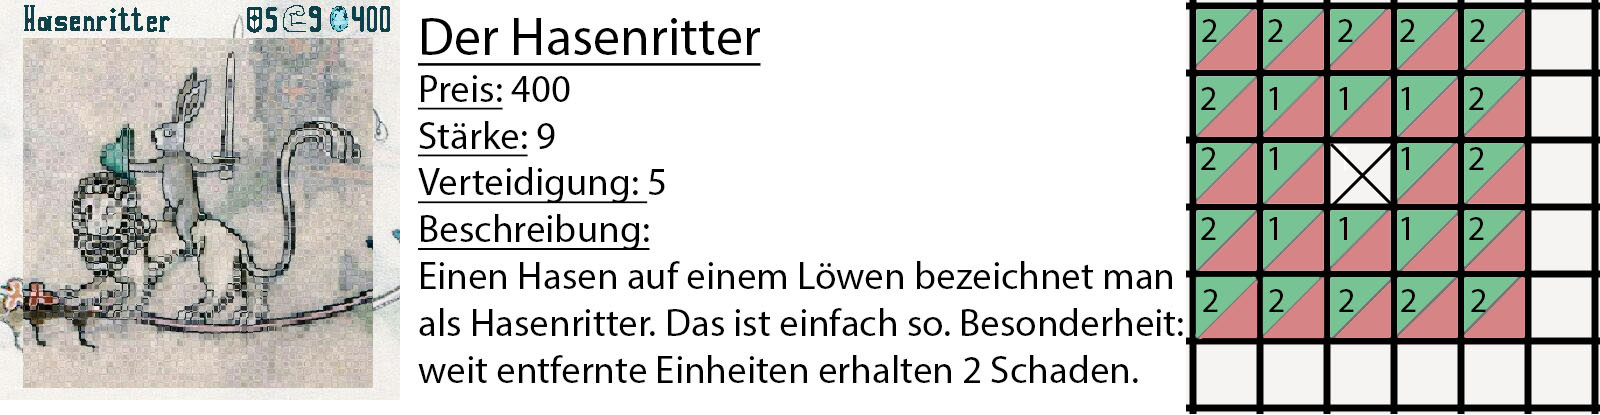 Hasenritter 5 9 400
Der Hasenritter
Preis: 400
Stärke: 9
Verteidigung: 5
Beschreibung:
Einen Hasen auf einem Löwen bezeichnet man
als Hasenritter. Das ist einfach so. Besonderheit:
weit entfernte Einheiten erhalten 2 Schaden.
2 2 2 2 2
2 1 1 1 2
2 1 1 2
2 1 1 1 2
2 2 2 2 2